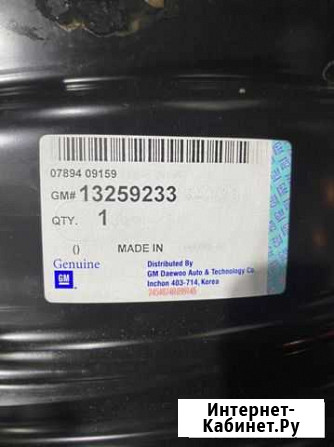 07894 09159
GM# 13259233
QTY. 1
() MADE IN
Genuine
GM
Distributed By
GM Daewoo Auto & Technology Co.
Inchon 403-714, Korea
Интернет-
Кабинет.Ру